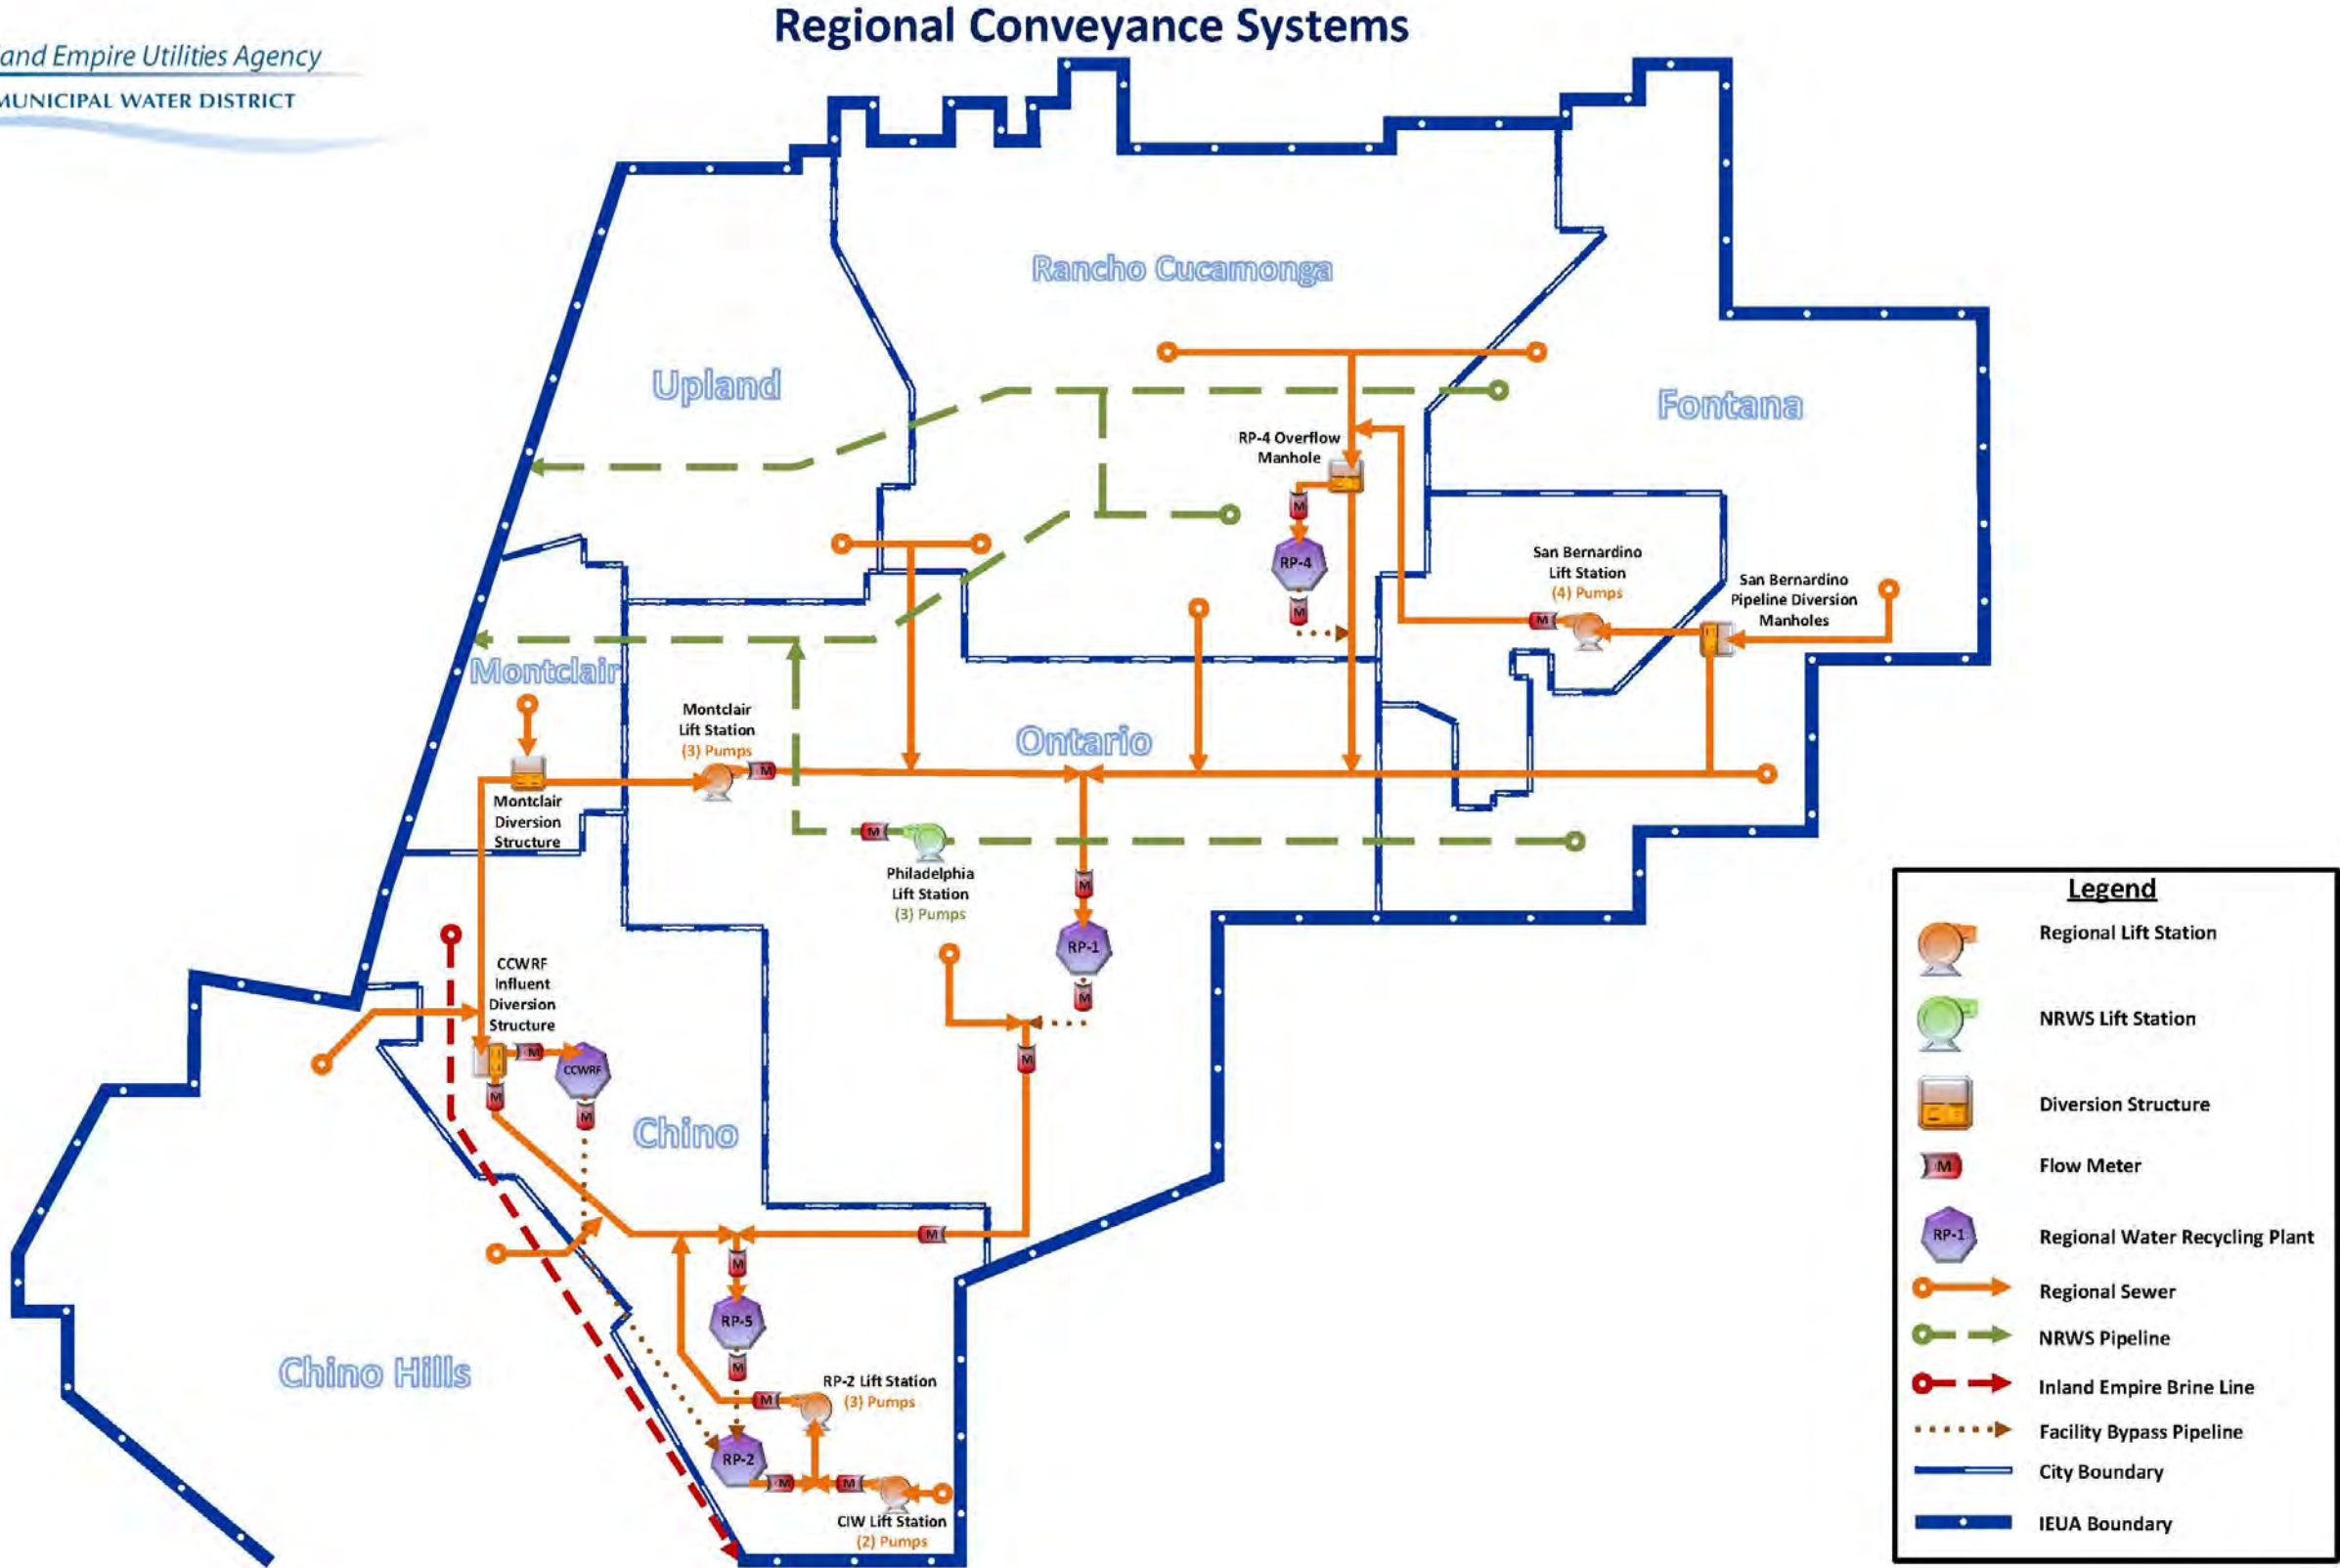 Regional Conveyance Systems
and Empire Utilities Agency
MUNICIPAL WATER DISTRICT
Rancho Cucamonga
Upland
Fontana
RP-4 Overflow
Manhole
M
RP-4
M
San Bernardino
Lift Station
(4) Pumps
M
San Bernardino
Pipeline Diversion
Manholes
Montclair
Montclair
Lift Station
(3) Pumps
M
Ontario
Montclair
Diversion
Structure
M
Philadelphia
Lift Station
(3) Pumps
M
RP-1
M
CCWRF
Influent
Diversion
Structure
M
CCWRF
M
M
M
Chino
M
M
RP-5
M
Chino Hills
RP-2 Lift Station
(3) Pumps
M
RP-2
M
M
CIW Lift Station
(2) Pumps
Legend
Regional Lift Station
NRWS Lift Station
Diversion Structure
M
Flow Meter
RP-1
Regional Water Recycling Plant
Regional Sewer
NRWS Pipeline
Inland Empire Brine Line
Facility Bypass Pipeline
City Boundary
IEUA Boundary